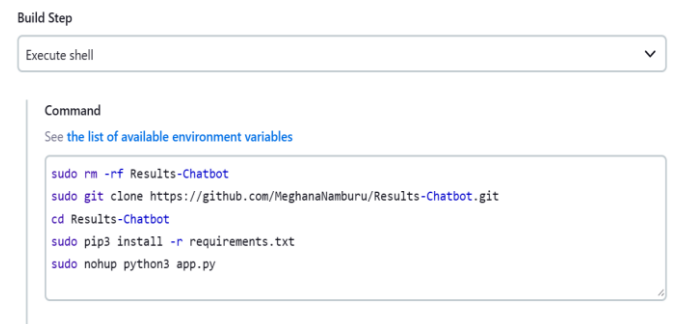 Build Step
Execute shell
Command
See the list of available environment variables
sudo rm -rf Results-Chatbot
sudo git clone https://github.com/MeghanaNamburu/Results-Chatbot.git
cd Results-Chatbot
sudo pip3 install -r requirements.txt
sudo nohup python3 app.py